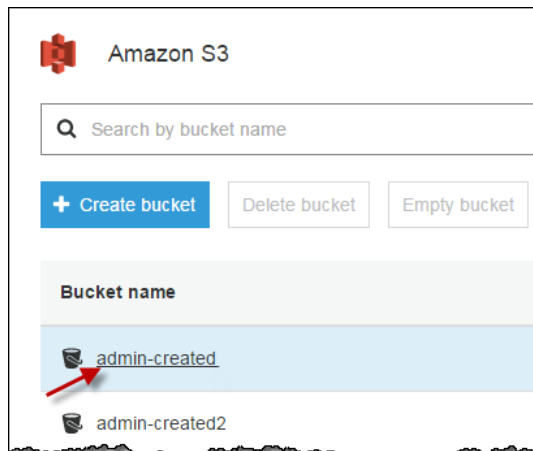 Amazon S3
Search by bucket name
+ Create bucket Delete bucket Empty bucket
Bucket name
admin-created
admin-created2